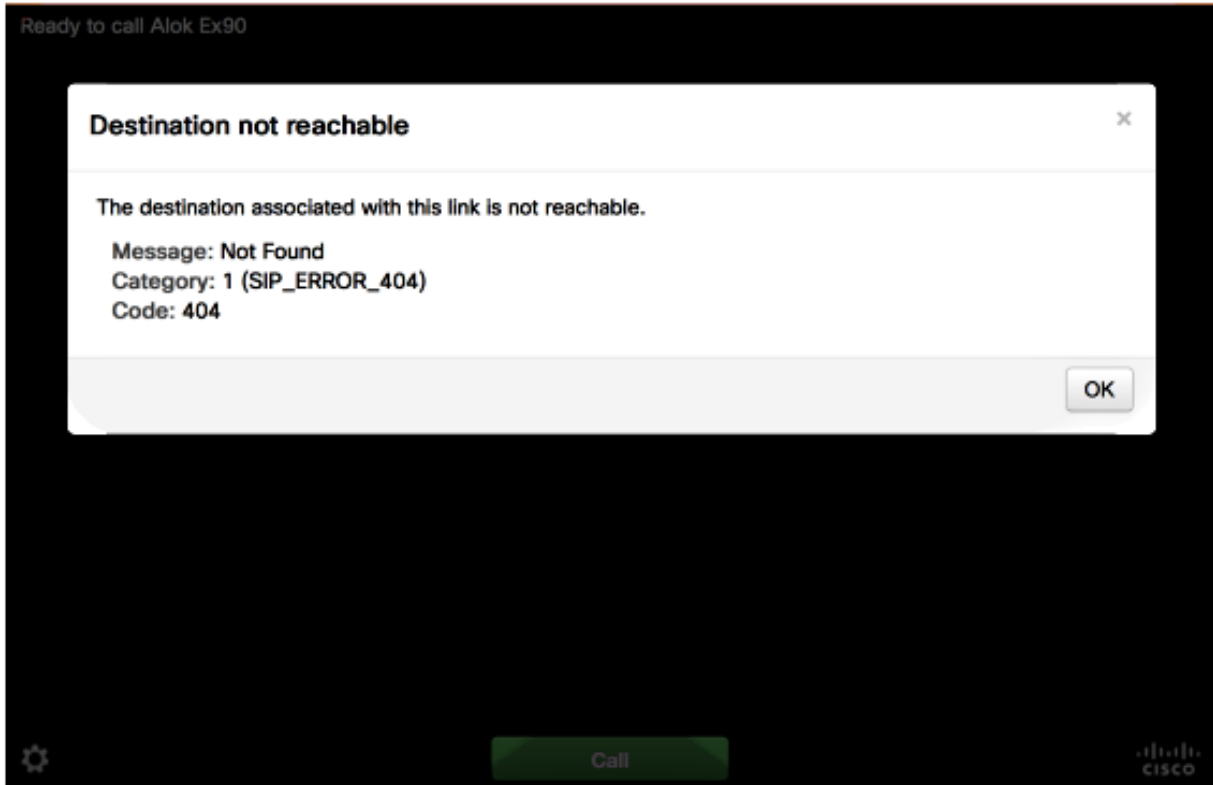 Ready to call Alok Ex90
Destination not reachable
×
The destination associated with this link is not reachable.
Message: Not Found
Category: 1 (SIP_ERROR_404)
Code: 404
OK
Call
CISCO